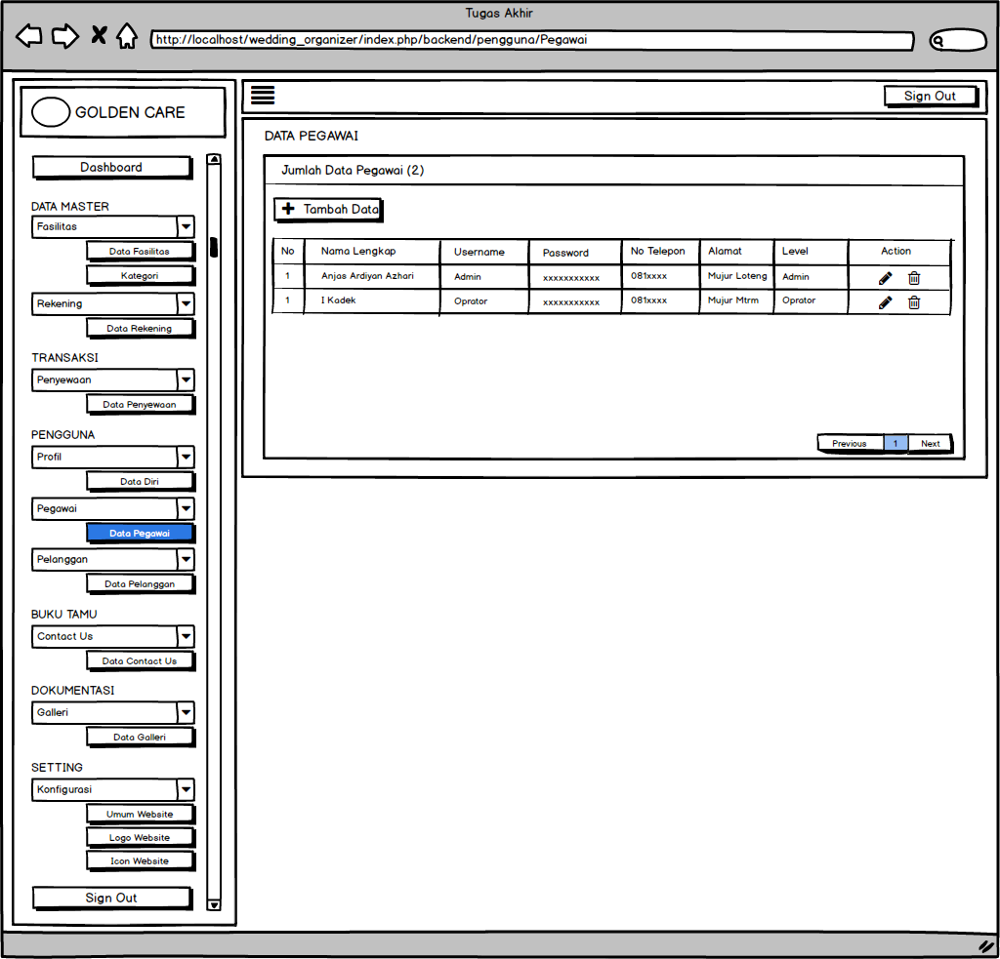 Tugas Akhir
http://localhost/wedding_organizer/index.php/backend/pengguna/Pegawai
GOLDEN CARE
Sign Out
Dashboard
DATA MASTER
Fasilitas
Data Fasilitas
Kategori
Rekening
Data Rekening
TRANSAKSI
Penyewaan
Data Penyewaan
PENGGUNA
Profil
Data Diri
Pegawai
Data Pegawai
Pelanggan
Data Pelanggan
BUKU TAMU
Contact Us
Data Contact Us
DOKUMENTASI
Galleri
Data Galleri
SETTING
Konfigurasi
Umum Website
Logo Website
Icon Website
Sign Out
DATA PEGAWAI
Jumlah Data Pegawai (2)
Tambah Data
No Nama Lengkap Username Password No Telepon Alamat Level Action
1 Anjas Ardiyan Azhari Admin xxxxxxxxxxx 081xxxx Mujur Loteng Admin
1 I Kadek Oprator xxxxxxxxxxx 081xxxx Mujur Mtrm Oprator
Previous 1 Next